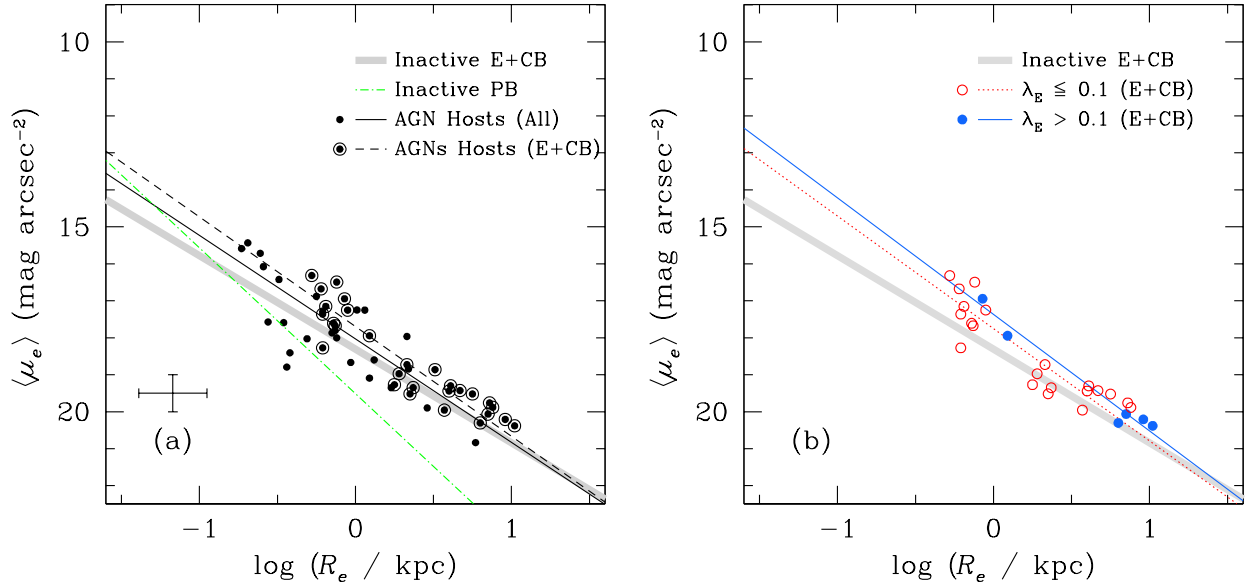 10
15
20
⟨μₑ⟩ (mag arcsec⁻²)
Inactive E+CB
Inactive PB
AGN Hosts (All)
AGNs Hosts (E+CB)
(a)
−1
0
1
log (Rₑ / kpc)
10
15
20
⟨μₑ⟩ (mag arcsec⁻²)
Inactive E+CB
λ_E ≦ 0.1 (E+CB)
λ_E > 0.1 (E+CB)
(b)
−1
0
1
log (Rₑ / kpc)